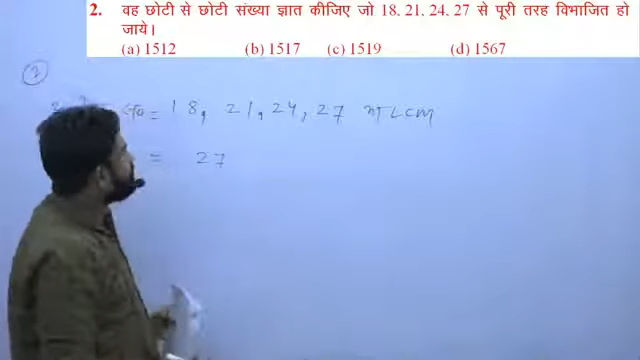 2. वह छोटी से छोटी संख्या ज्ञात कीजिए जो 18, 21, 24, 27 से पूरी तरह विभाजित हो
जाये।
(a) 1512 (b) 1517 (c) 1519 (d) 1567
2
= 18, 21, 24, 27 का LCM
= 27